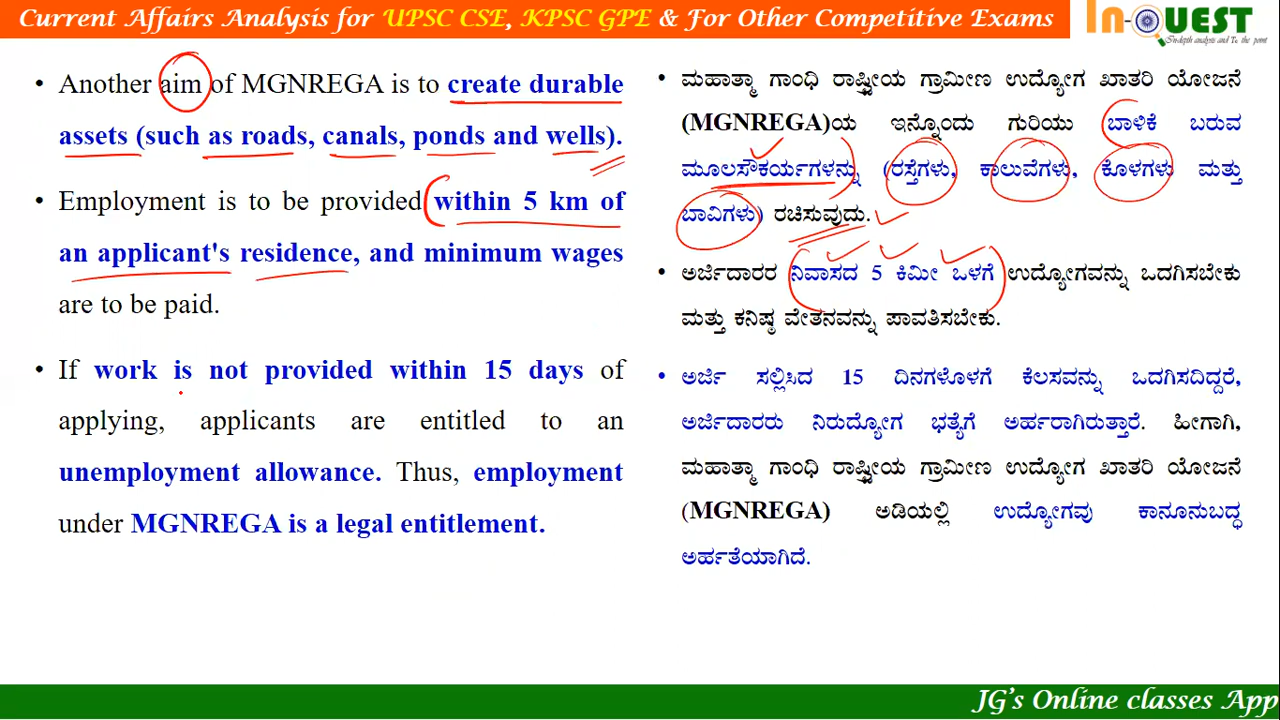 Current Affairs Analysis for UPSC CSE, KPSC GPE & For Other Competitive Exams
In-QUEST
In-depth analysis and To the point
• Another aim of MGNREGA is to create durable
assets (such as roads, canals, ponds and wells).
• Employment is to be provided within 5 km of
an applicant's residence, and minimum wages
are to be paid.
• If work is not provided within 15 days of
applying, applicants are entitled to an
unemployment allowance. Thus, employment
under MGNREGA is a legal entitlement.
• ಮಹಾತ್ಮಾ ಗಾಂಧಿ ರಾಷ್ಟ್ರೀಯ ಗ್ರಾಮೀಣ ಉದ್ಯೋಗ ಖಾತರಿ ಯೋಜನೆ
(MGNREGA)ಯ ಇನ್ನೊಂದು ಗುರಿಯು ಬಾಳಿಕೆ ಬರುವ
ಮೂಲಸೌಕರ್ಯಗಳನ್ನು (ರಸ್ತೆಗಳು, ಕಾಲುವೆಗಳು, ಕೊಳಗಳು ಮತ್ತು
ಬಾವಿಗಳು) ರಚಿಸುವುದು.
• ಅರ್ಜಿದಾರರ ನಿವಾಸದ 5 ಕಿಮೀ ಒಳಗೆ ಉದ್ಯೋಗವನ್ನು ಒದಗಿಸಬೇಕು
ಮತ್ತು ಕನಿಷ್ಠ ವೇತನವನ್ನು ಪಾವತಿಸಬೇಕು.
• ಅರ್ಜಿ ಸಲ್ಲಿಸಿದ 15 ದಿನಗಳೊಳಗೆ ಕೆಲಸವನ್ನು ಒದಗಿಸದಿದ್ದರೆ,
ಅರ್ಜಿದಾರರು ನಿರುದ್ಯೋಗ ಭತ್ಯೆಗೆ ಅರ್ಹರಾಗಿರುತ್ತಾರೆ. ಹೀಗಾಗಿ,
ಮಹಾತ್ಮಾ ಗಾಂಧಿ ರಾಷ್ಟ್ರೀಯ ಗ್ರಾಮೀಣ ಉದ್ಯೋಗ ಖಾತರಿ ಯೋಜನೆ
(MGNREGA) ಅಡಿಯಲ್ಲಿ ಉದ್ಯೋಗವು ಕಾನೂನುಬದ್ಧ
ಅರ್ಹತೆಯಾಗಿದೆ.
JG's Online classes App